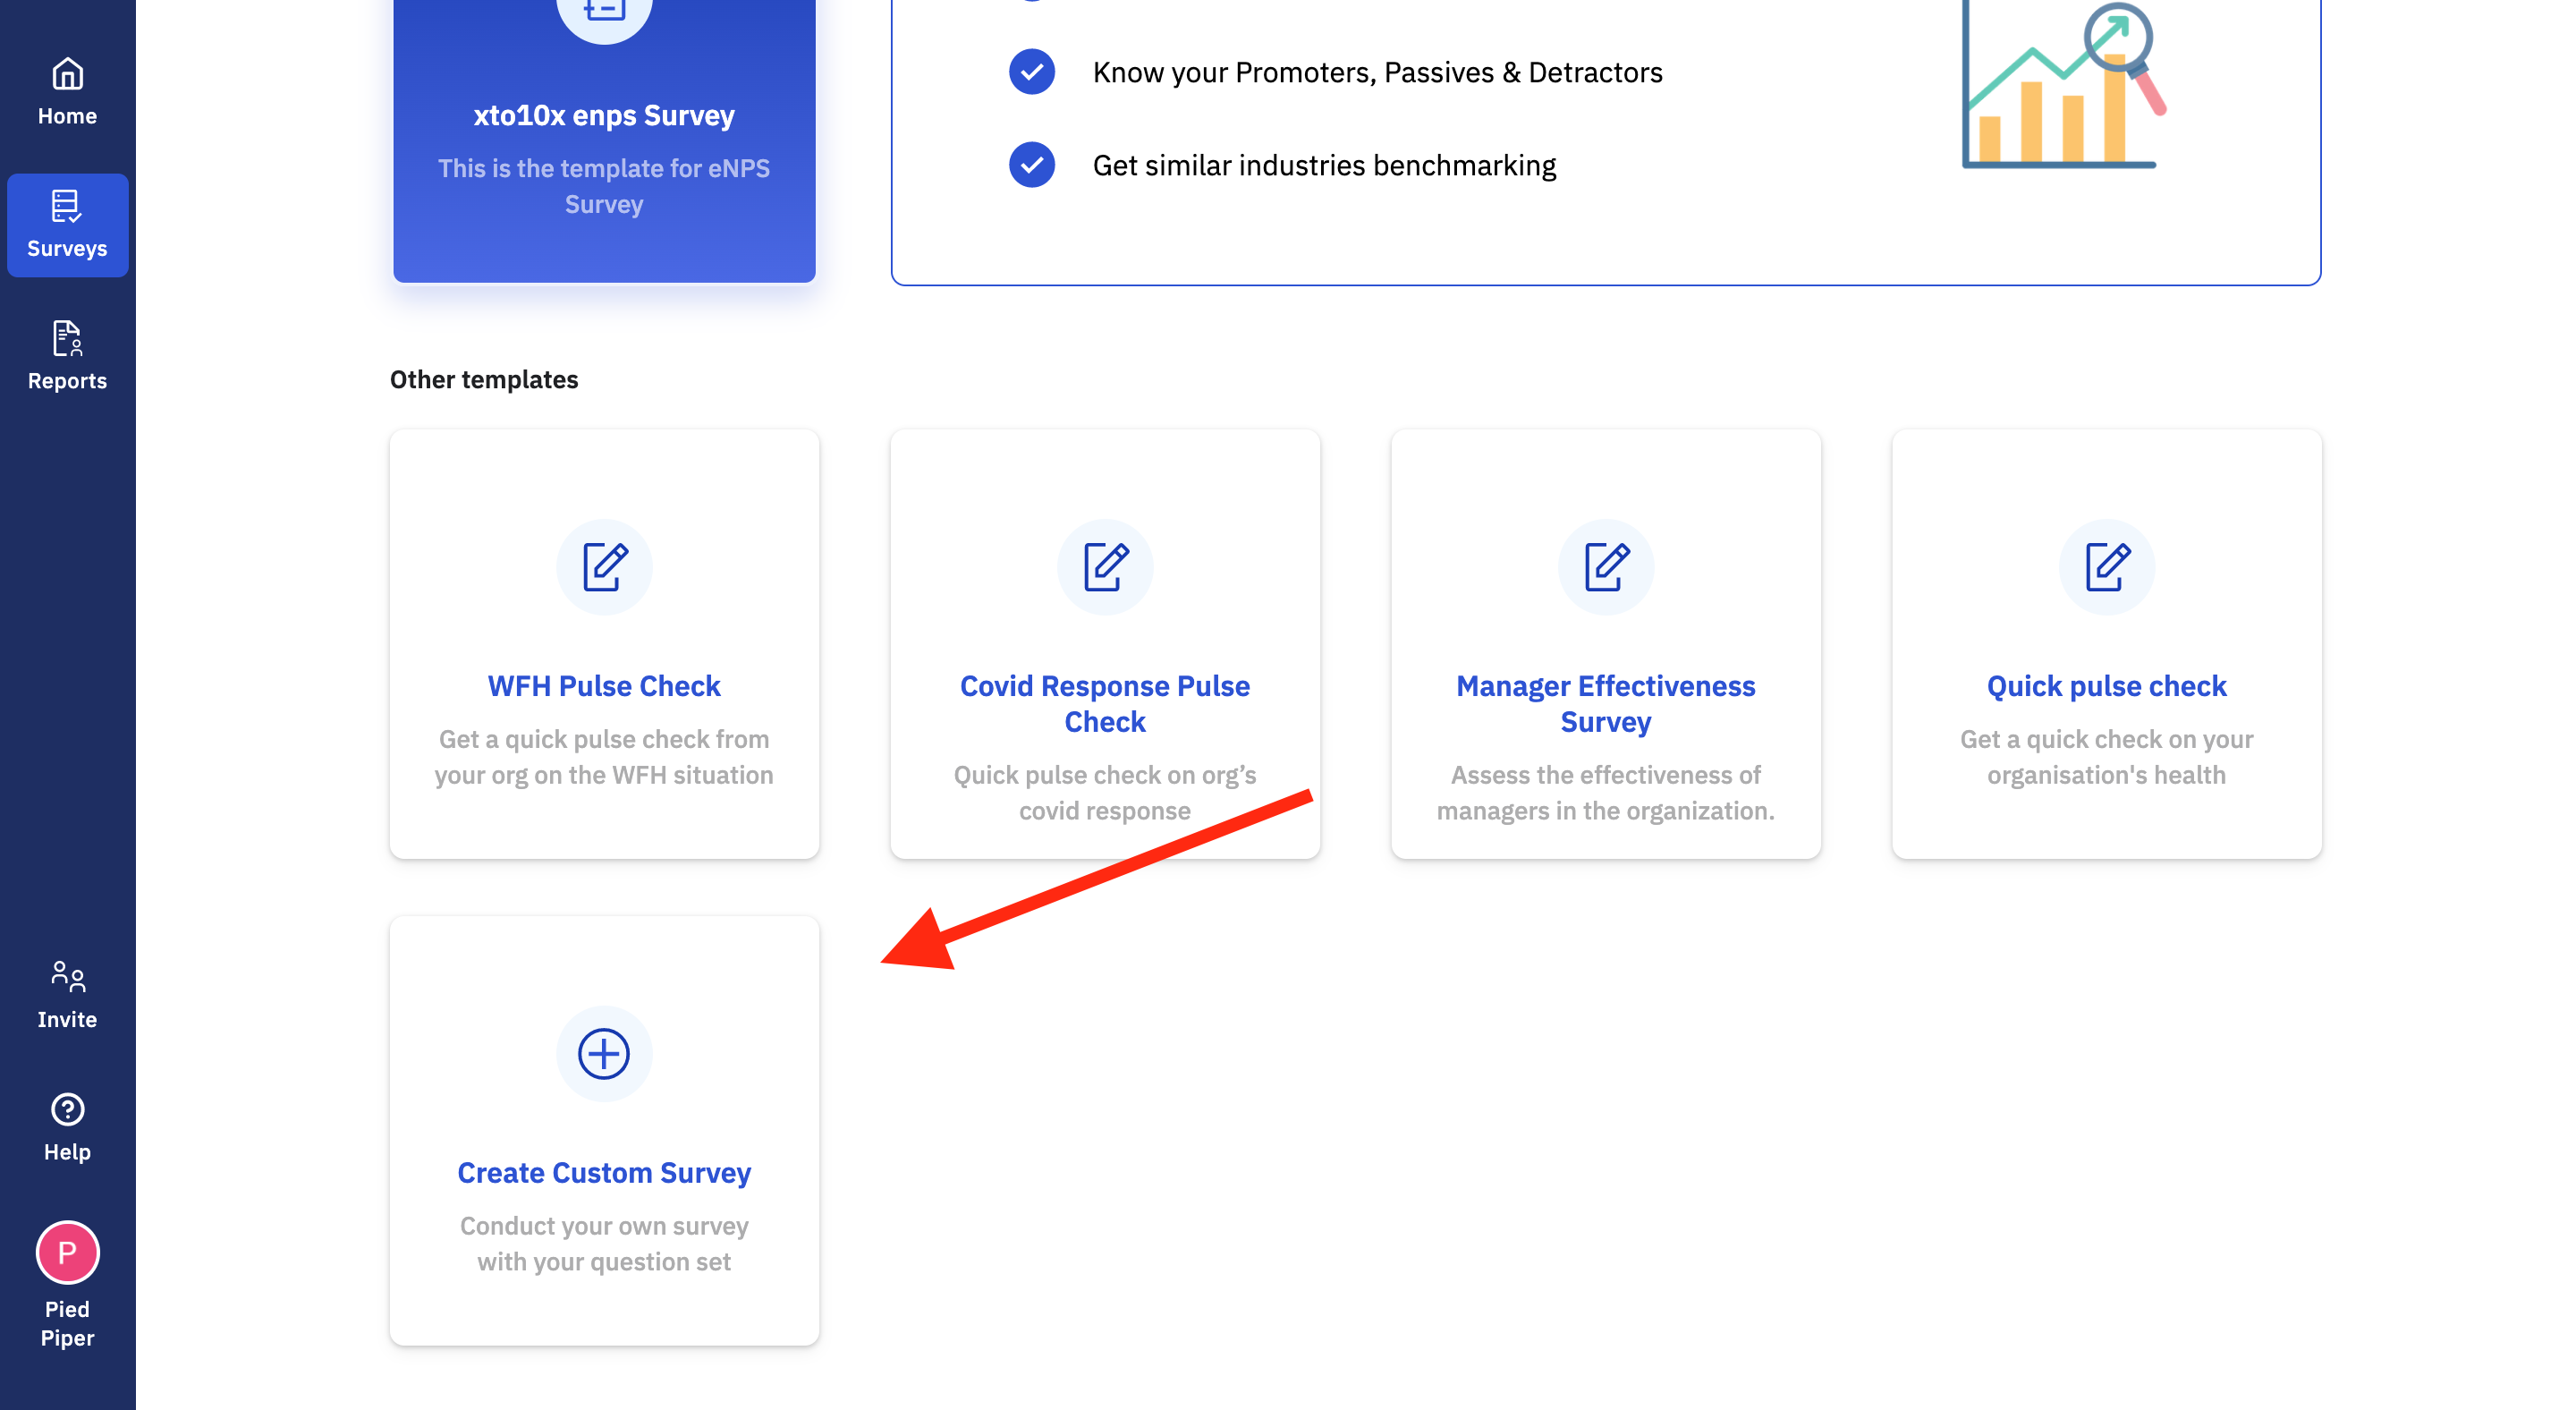 Home
Surveys
Reports
Invite
Help
P
Pied
Piper
xto10x enps Survey
This is the template for eNPS
Survey
Know your Promoters, Passives & Detractors
Get similar industries benchmarking
Other templates
WFH Pulse Check
Get a quick pulse check from
your org on the WFH situation
Covid Response Pulse
Check
Quick pulse check on org’s
covid response
Manager Effectiveness
Survey
Assess the effectiveness of
managers in the organization.
Quick pulse check
Get a quick check on your
organisation's health
Create Custom Survey
Conduct your own survey
with your question set